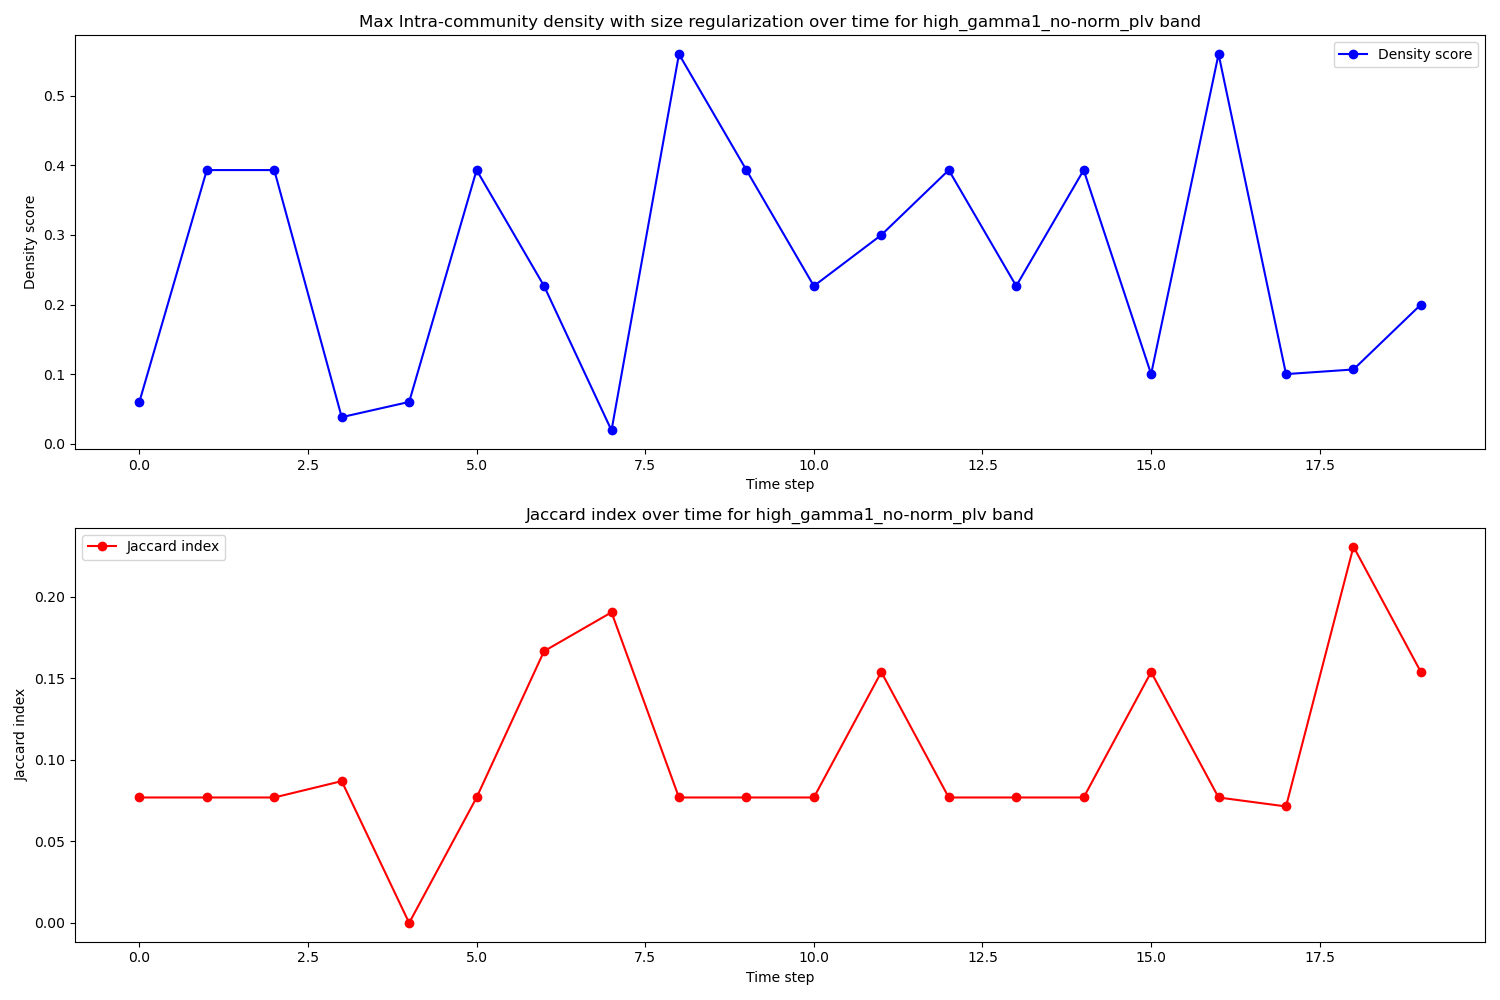 Max Intra-community density with size regularization over time for high_gamma1_no-norm_plv band
Density score
Density score
0.5
0.4
0.3
0.2
0.1
0.0
0.0 2.5 5.0 7.5 10.0 12.5 15.0 17.5
Time step
Jaccard index over time for high_gamma1_no-norm_plv band
Jaccard index
Jaccard index
0.20
0.15
0.10
0.05
0.00
0.0 2.5 5.0 7.5 10.0 12.5 15.0 17.5
Time step